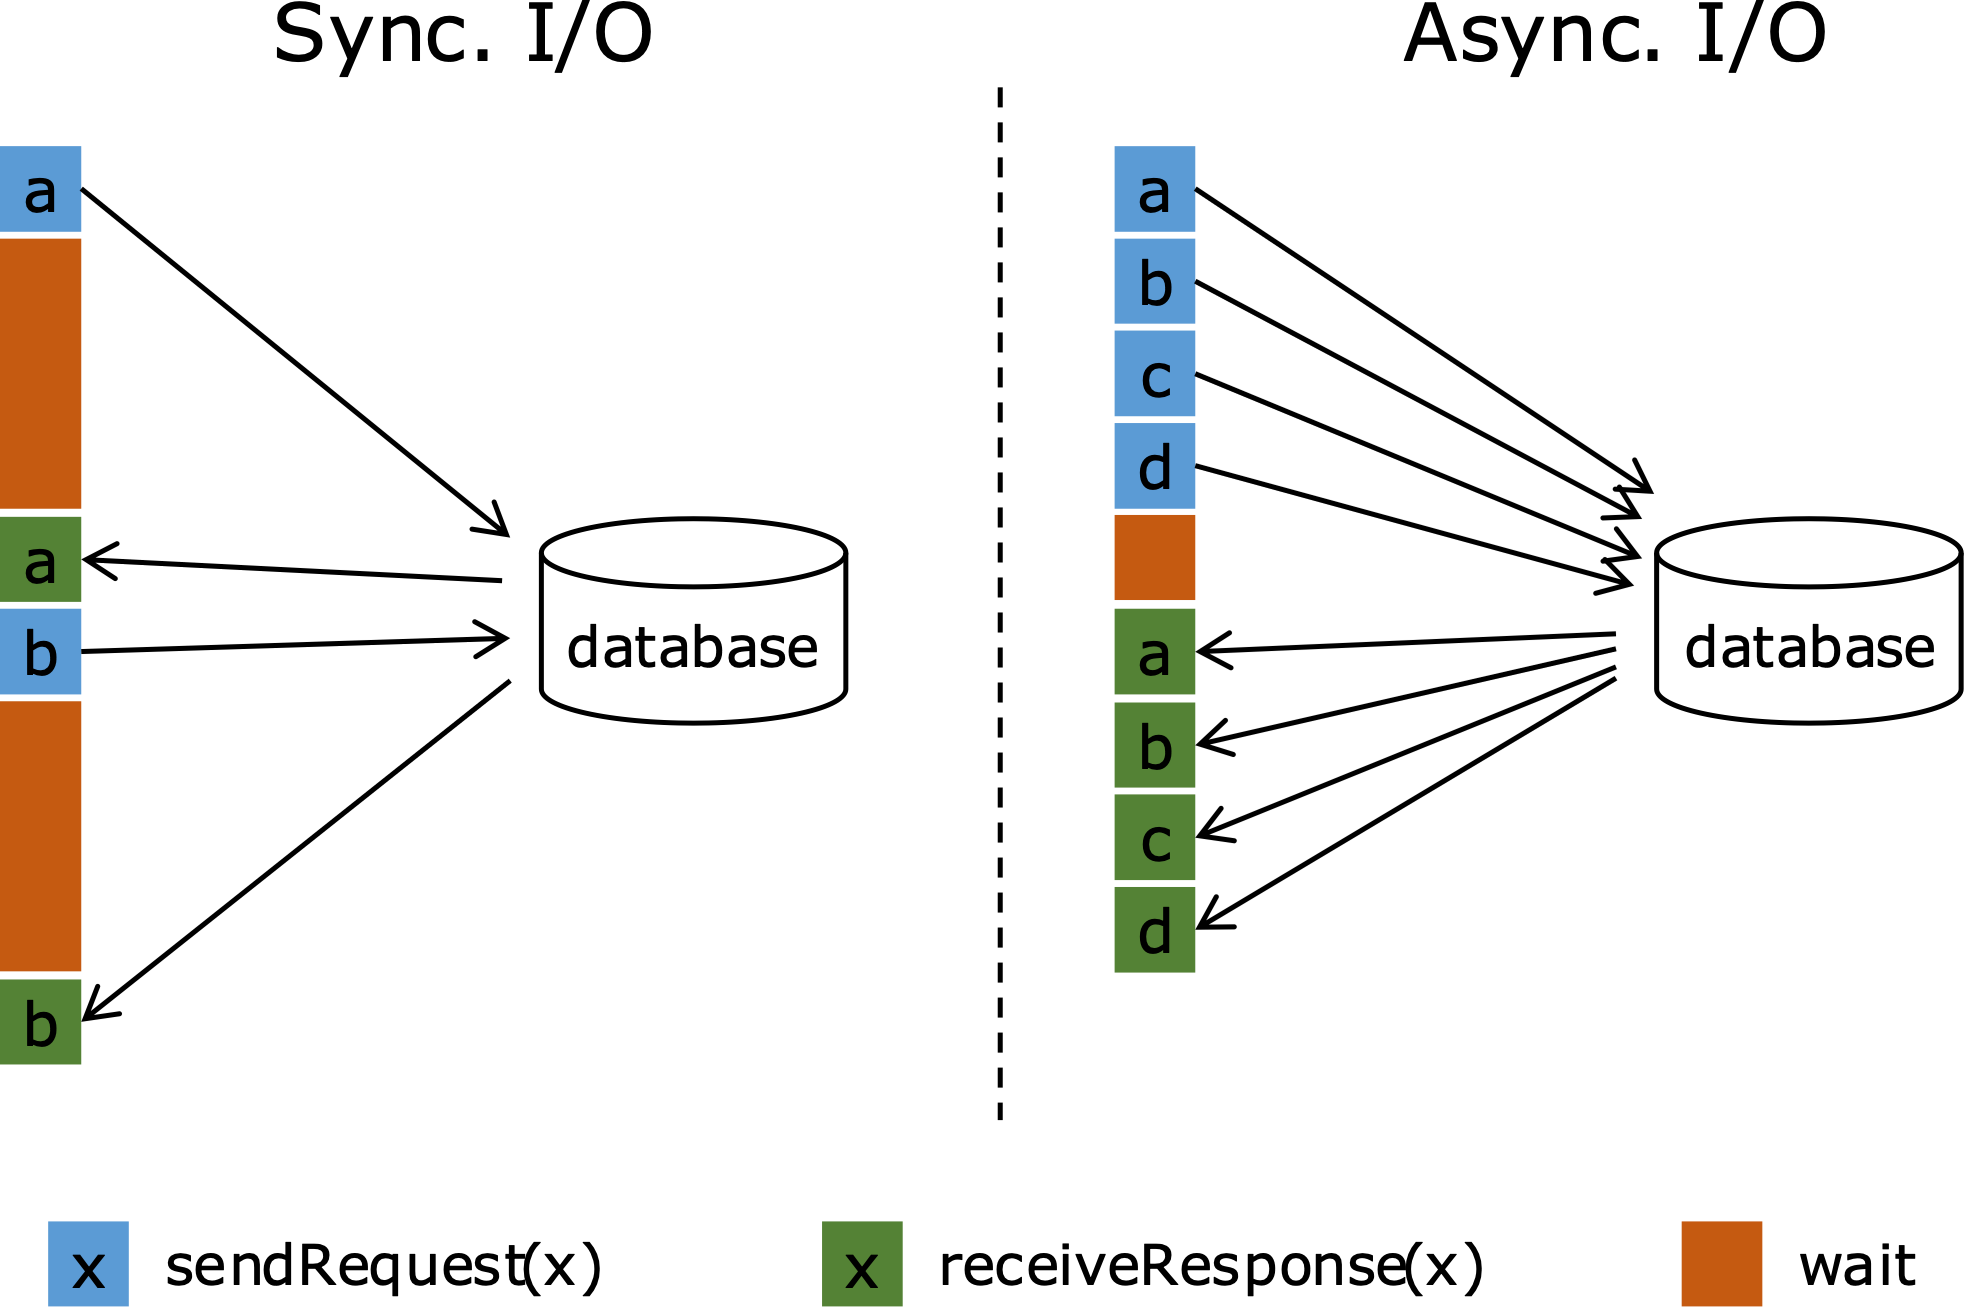 Sync. I/O
a
a
b
b
database
Async. I/O
a
b
c
d
a
b
c
d
database
x sendRequest(x)
x receiveResponse(x)
wait